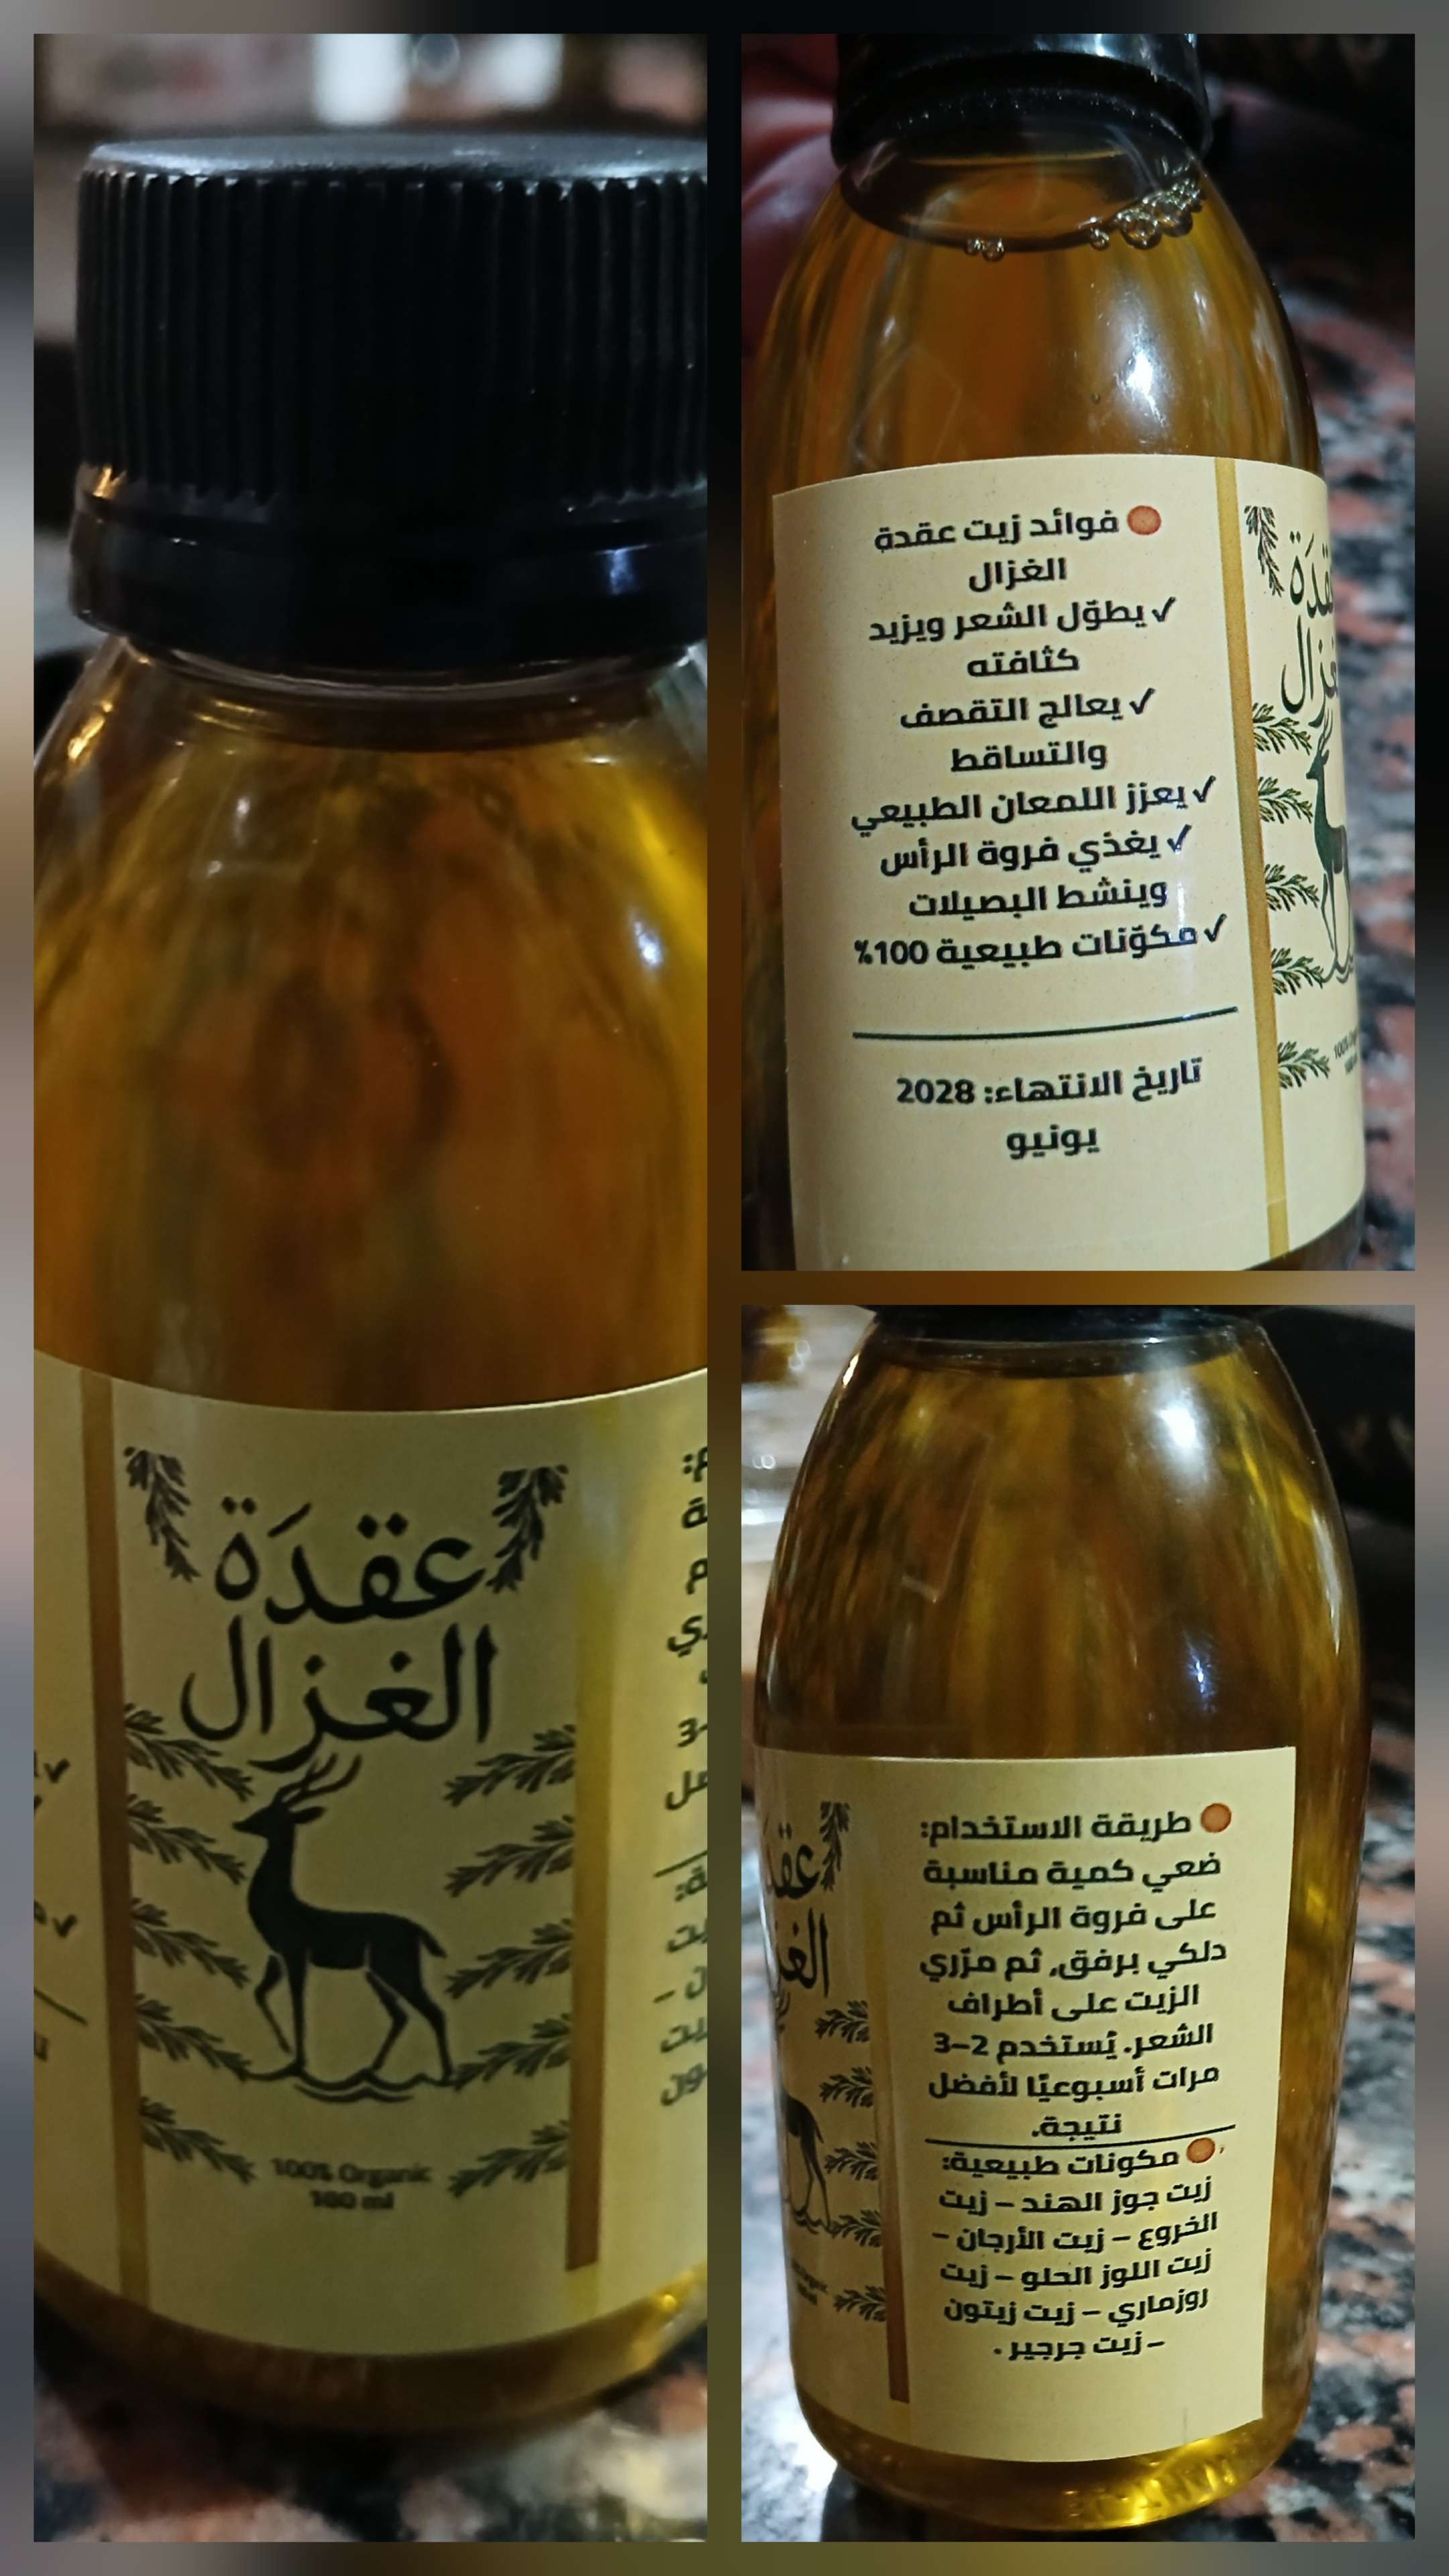 عقدَة
الغزال
100% Organic
100 ml
فوائد زيت عقدة
الغزال
✓ يطوّل الشعر ويزيد
كثافته
✓ يعالج التقصف
والتساقط
✓ يعزز اللمعان الطبيعي
✓ يغذي فروة الرأس
وينشط البصيلات
✓ مكوّنات طبيعية 100%
تاريخ الانتهاء: 2028
يونيو
طريقة الاستخدام:
ضعي كمية مناسبة
على فروة الرأس ثم
دلكي برفق, ثم مرّري
الزيت على أطراف
الشعر. يُستخدم 2–3
مرات أسبوعيًا لأفضل
نتيجة.
مكونات طبيعية:
زيت جوز الهند – زيت
الخروع – زيت الأرجان –
زيت اللوز الحلو – زيت
روزماري – زيت زيتون
– زيت جرجير .